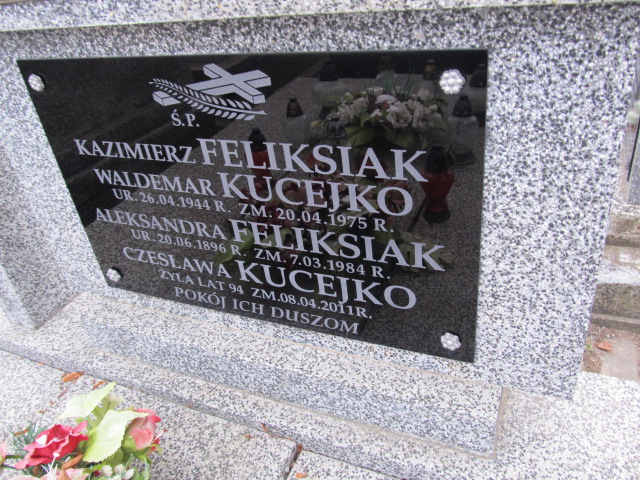 Ś.P.
KAZIMIERZ FELIKSIAK
WALDEMAR KUCEJKO
UR. 26.04.1944 R. ZM. 20.04.1975 R.
ALEKSANDRA FELIKSIAK
UR. 20.06.1896 R. ZM. 7.03.1984 R.
CZESŁAWA KUCEJKO
ŻYŁA LAT 94 ZM.08.04.2011R.
POKÓJ ICH DUSZOM